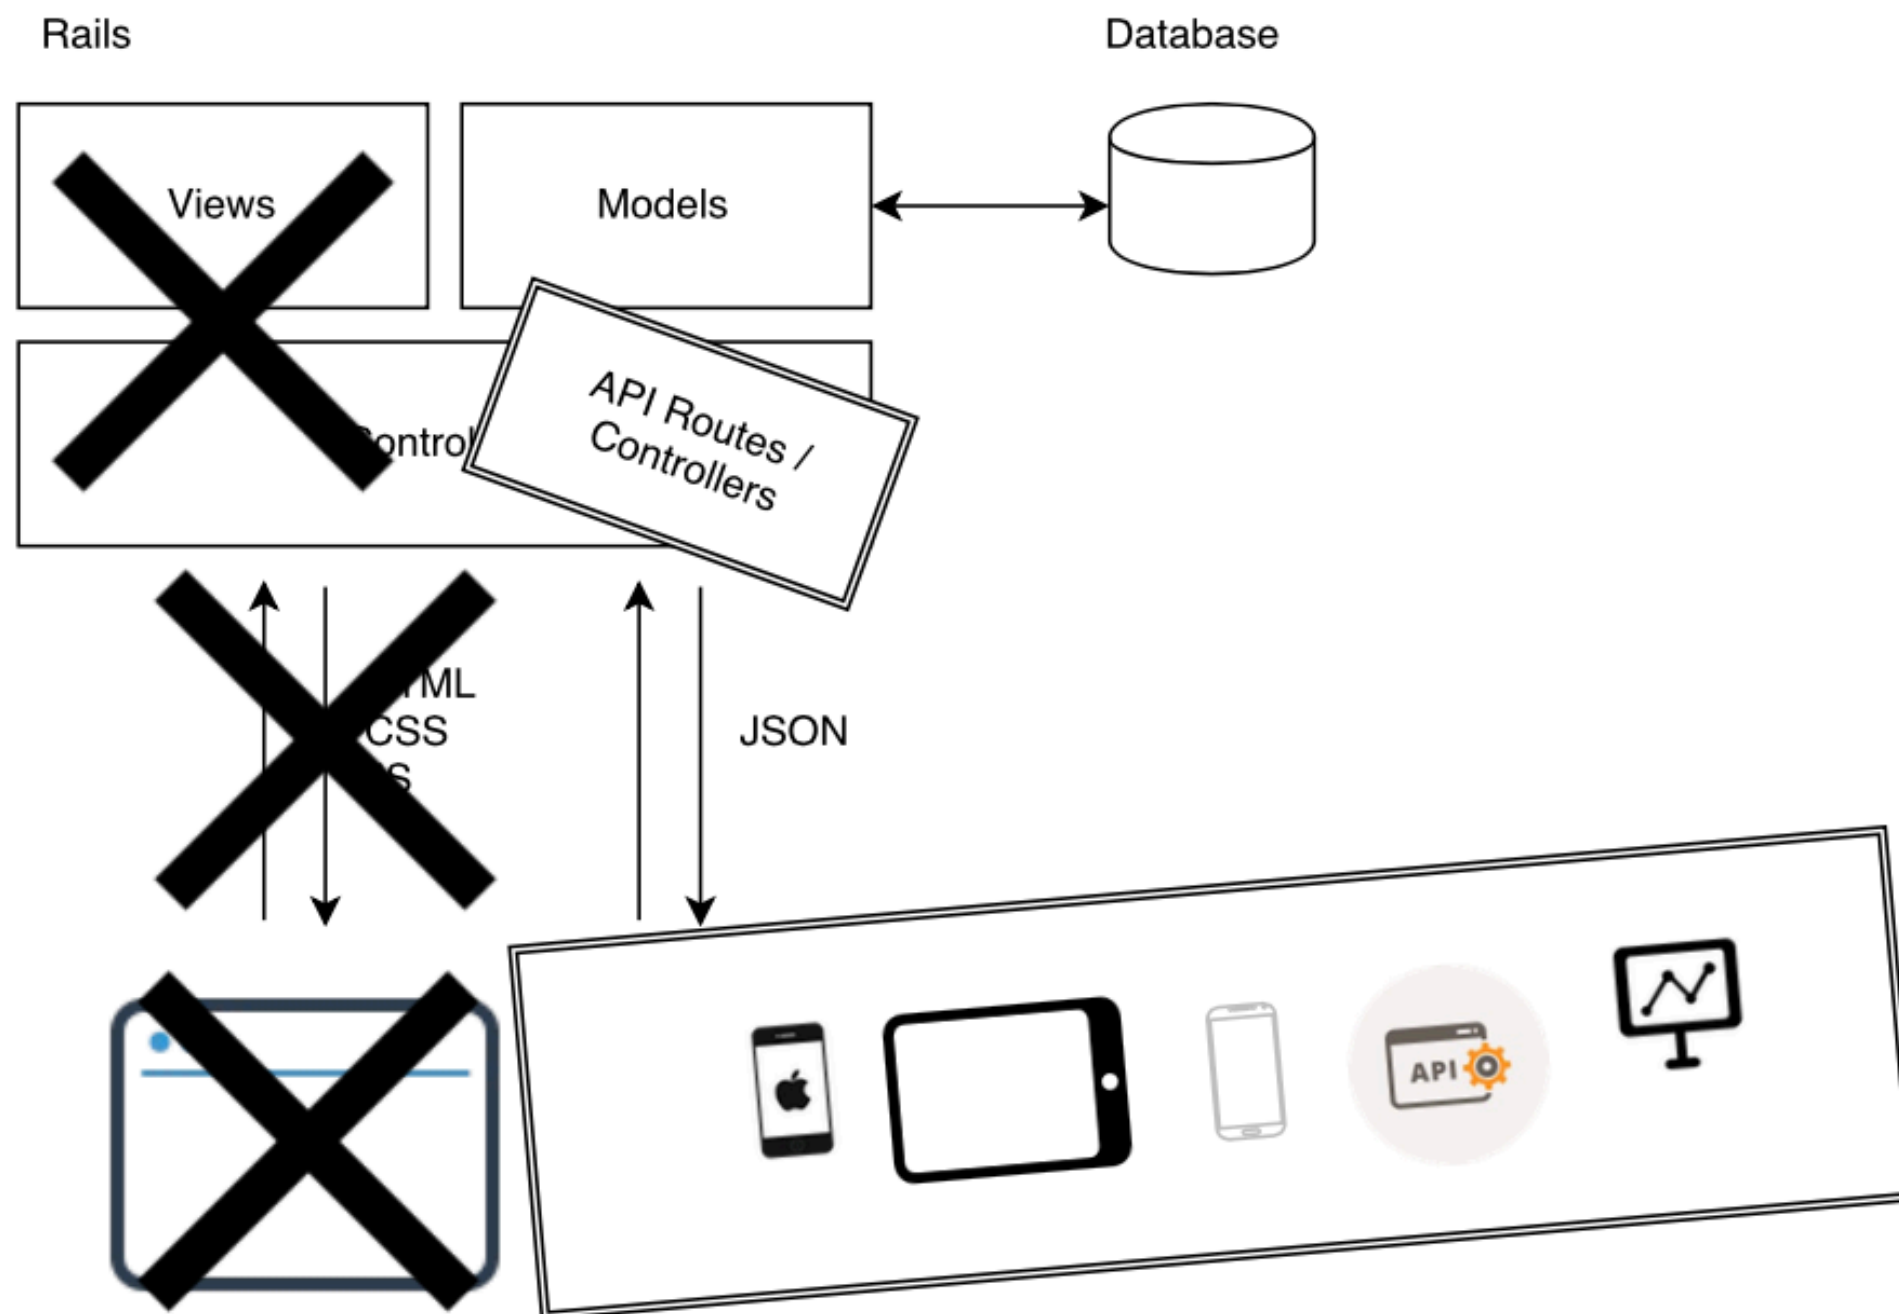 Rails
Database
Views
Models
API Routes /
Controllers
CSS
JSON
API